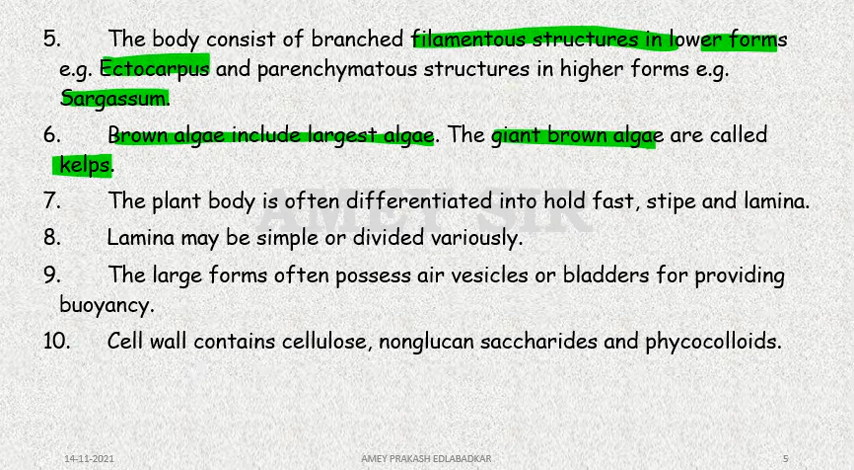 5. The body consist of branched filamentous structures in lower forms
e.g. Ectocarpus and parenchymatous structures in higher forms e.g.
Sargassum.
6. Brown algae include largest algae. The giant brown algae are called
kelps.
7. The plant body is often differentiated into hold fast, stipe and lamina.
AMEY SIR
8. Lamina may be simple or divided variously.
9. The large forms often possess air vesicles or bladders for providing
buoyancy.
10. Cell wall contains cellulose, nonglucan saccharides and phycocolloids.
14-11-2021 AMEY PRAKASH EDLABADKAR 5